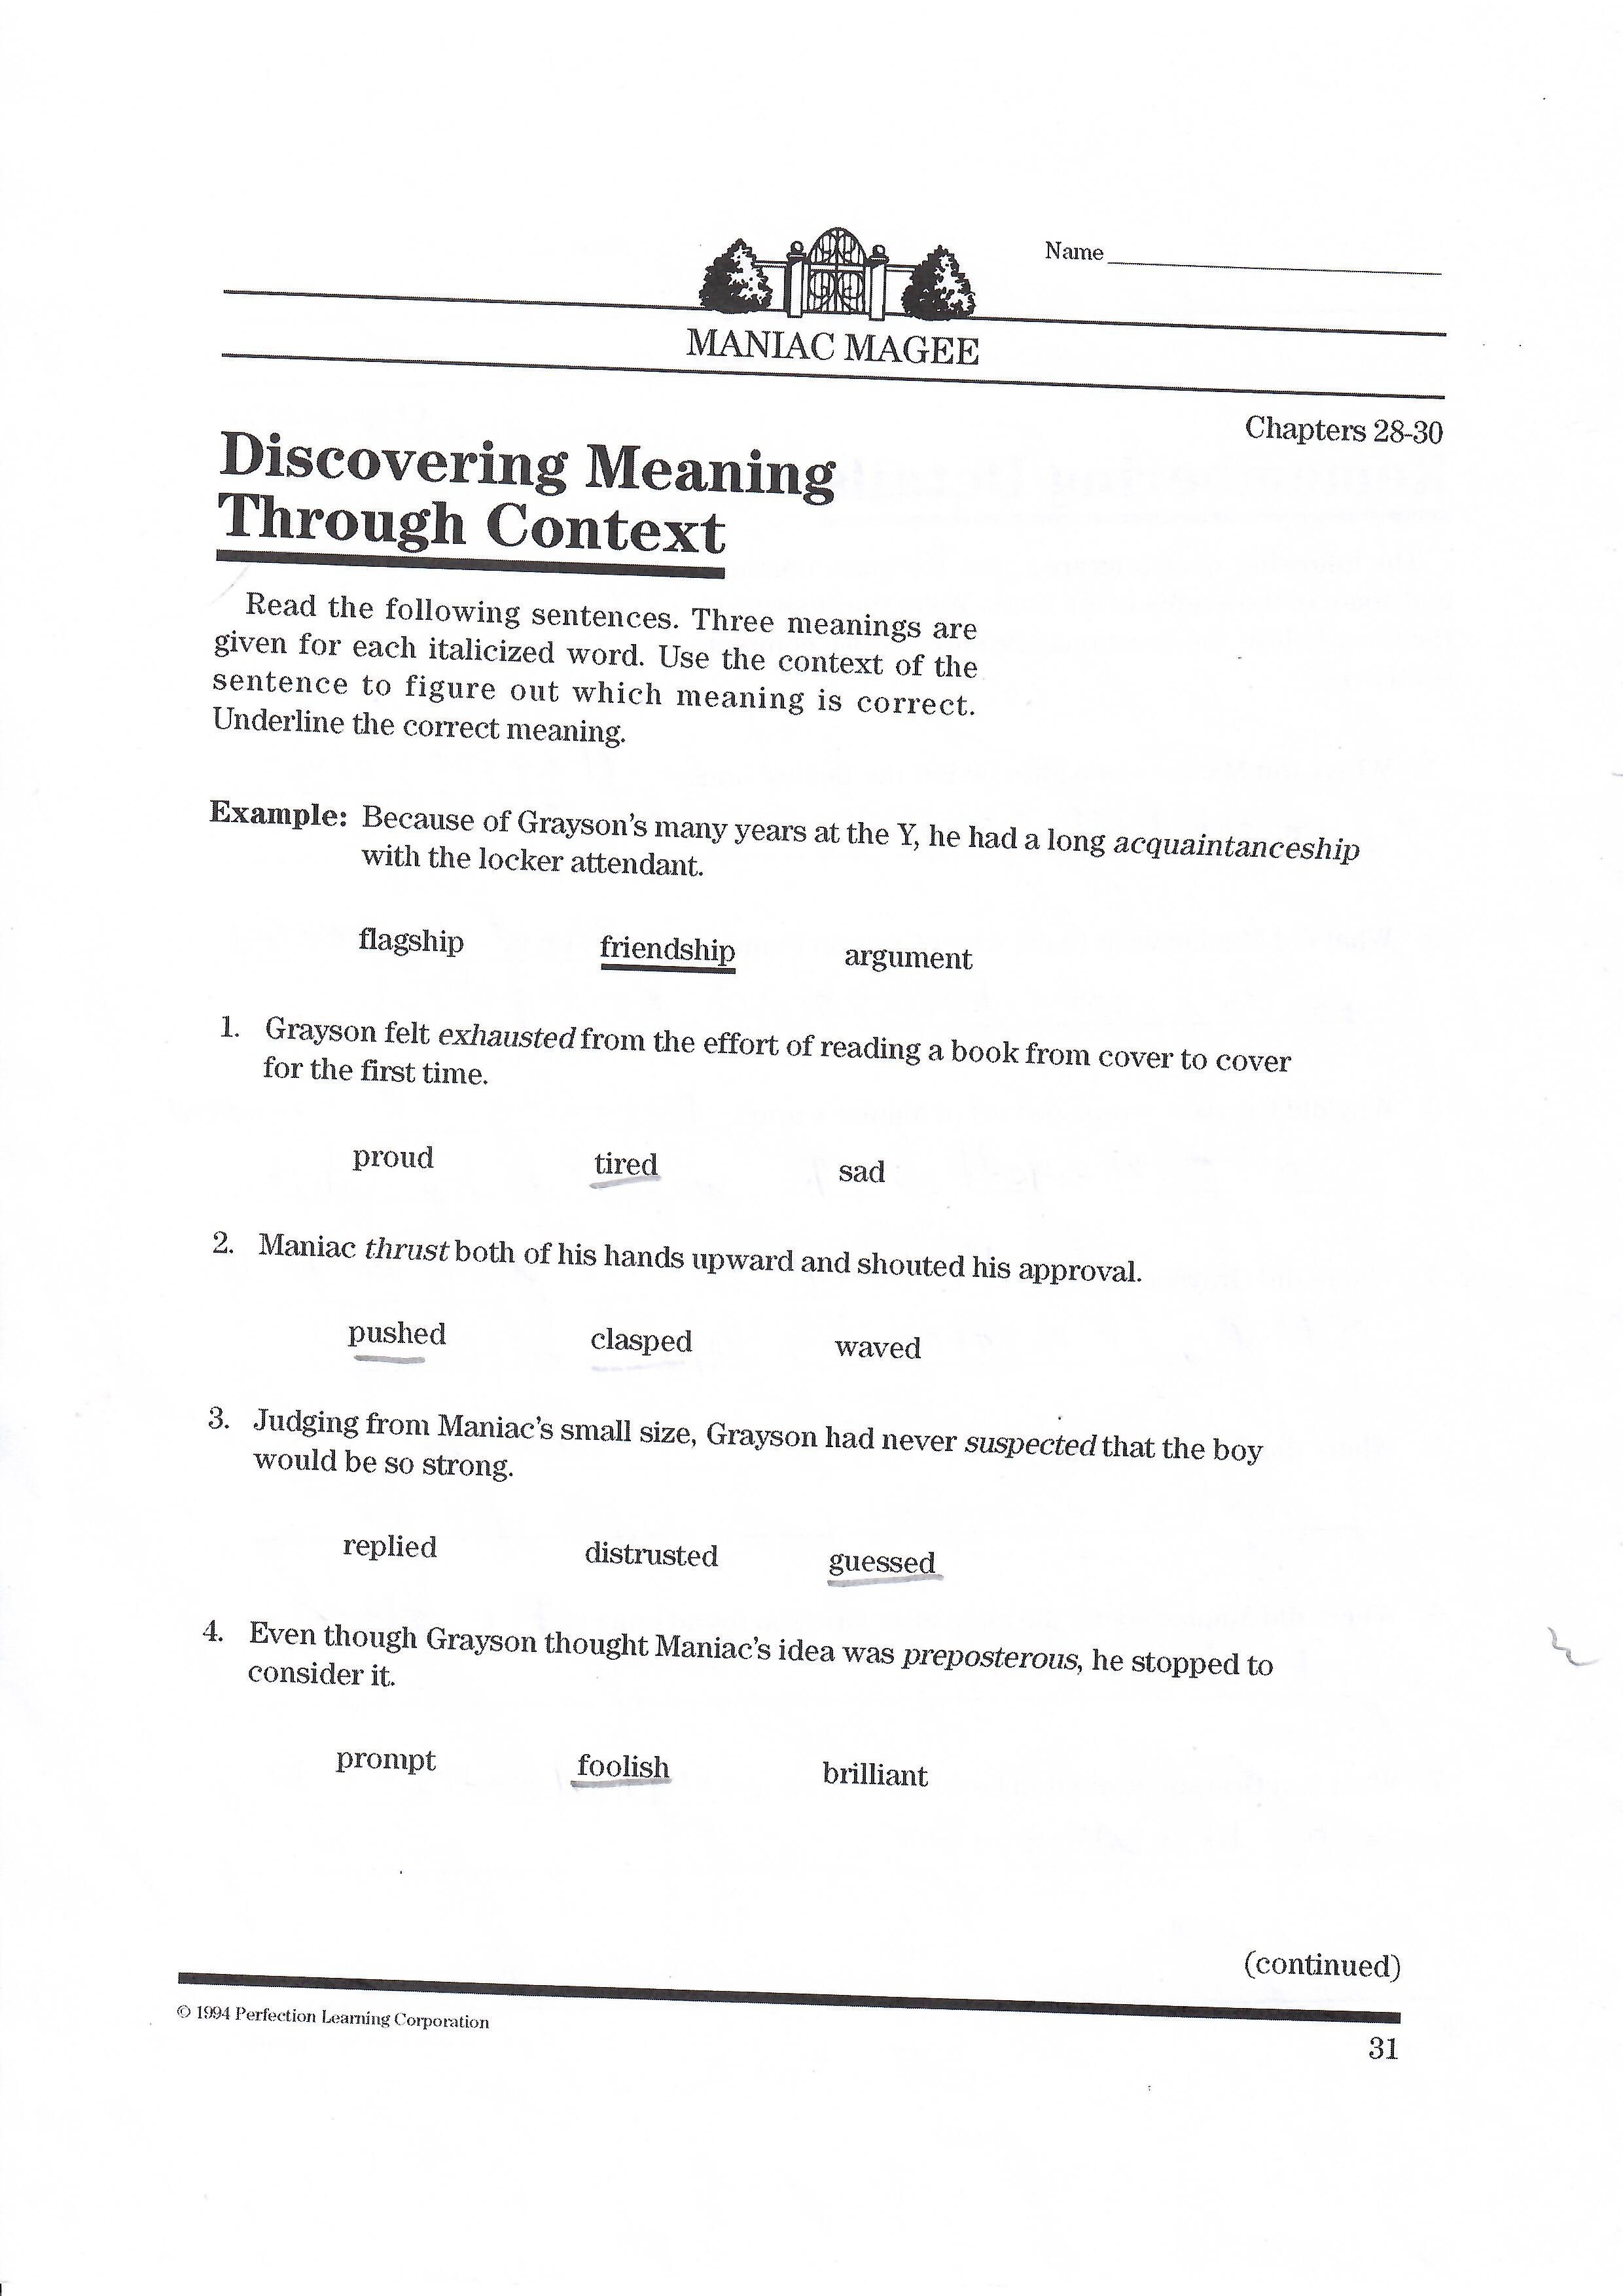 Name
MANIAC MAGEE
Chapters 28-30
Discovering Meaning
Through Context
Read the following sentences. Three meanings are
given for each italicized word. Use the context of the
sentence to figure out which meaning is correct.
Underline the correct meaning.
Example: Because of Grayson's many years at the Y, he had a long acquaintanceship
with the locker attendant.
flagship friendship argument
1. Grayson felt exhausted from the effort of reading a book from cover to cover
for the first time.
proud tired sad
2. Maniac thrust both of his hands upward and shouted his approval.
pushed clasped waved
3. Judging from Maniac's small size, Grayson had never suspected that the boy
would be so strong.
replied distrusted guessed
4. Even though Grayson thought Maniac's idea was preposterous, he stopped to
consider it.
prompt foolish brilliant
(continued)
© 1994 Perfection Learning Corporation
31